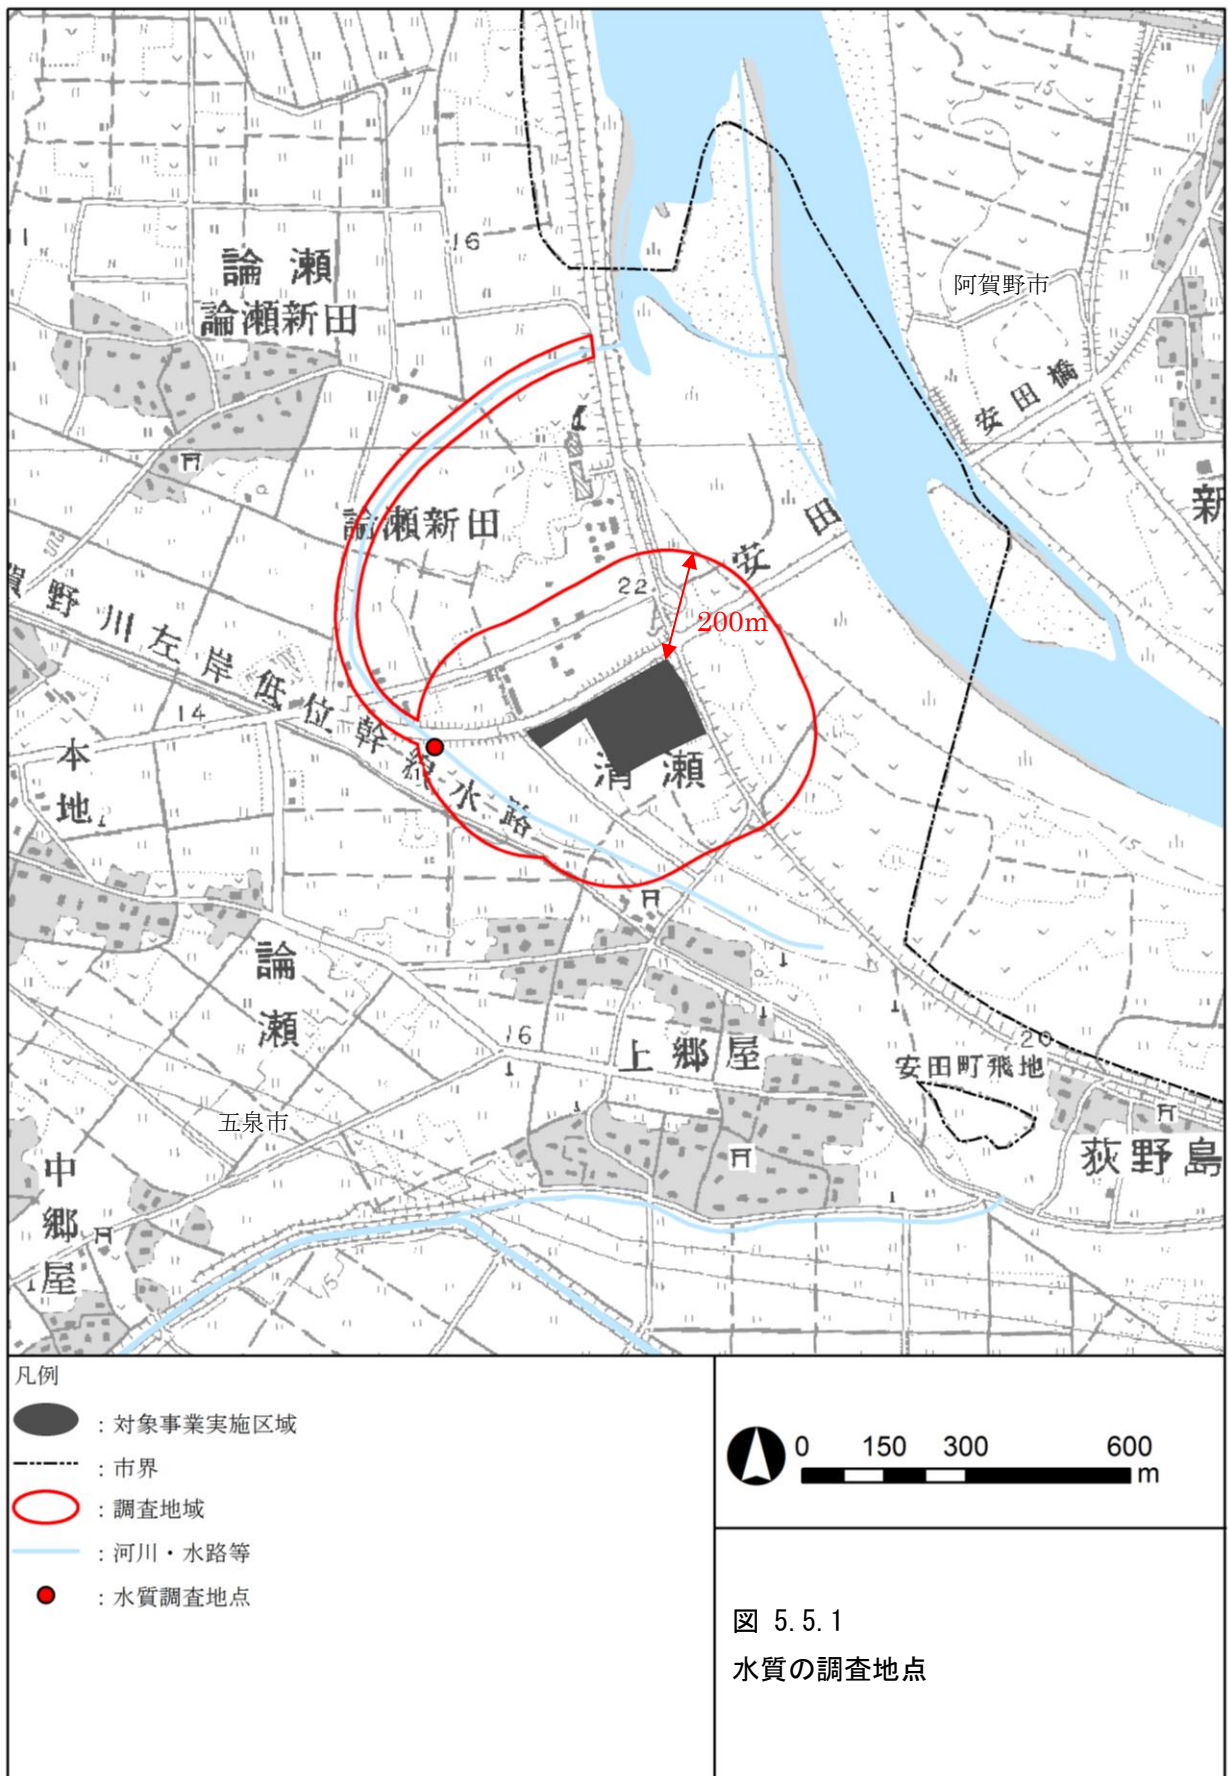 16
11
論瀬
論瀬新田
阿賀野市
安田橋
新
論瀬新田
安田
22
200m
賀野川左岸低位幹線水路
14
本地
清瀬
15
論瀬
16
上郷屋
20
安田町飛地
五泉市
荻野島
中郷屋
15
凡例
：対象事業実施区域
：市界
：調査地域
：河川・水路等
：水質調査地点
0 150 300 600
m
図 5.5.1
水質の調査地点